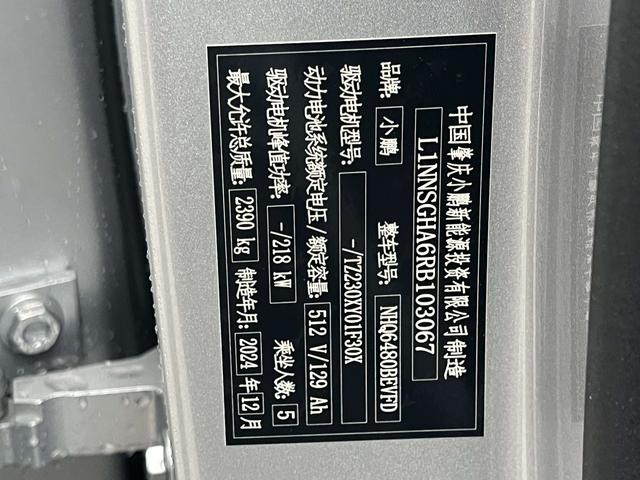 中国肇庆小鹏新能源投资有限公司制造
L1NNSGHA6RB103067
品牌: 小鹏 整车型号: NHQ6480BEVFD
驱动电机型号: -/TZ230XY01F30X
动力电池系统额定电压/额定容量: 512 V/129 Ah
驱动电机峰值功率: -/218 kW 乘坐人数: 5
最大允许总质量: 2390 kg 制造年月: 2024 年 12 月